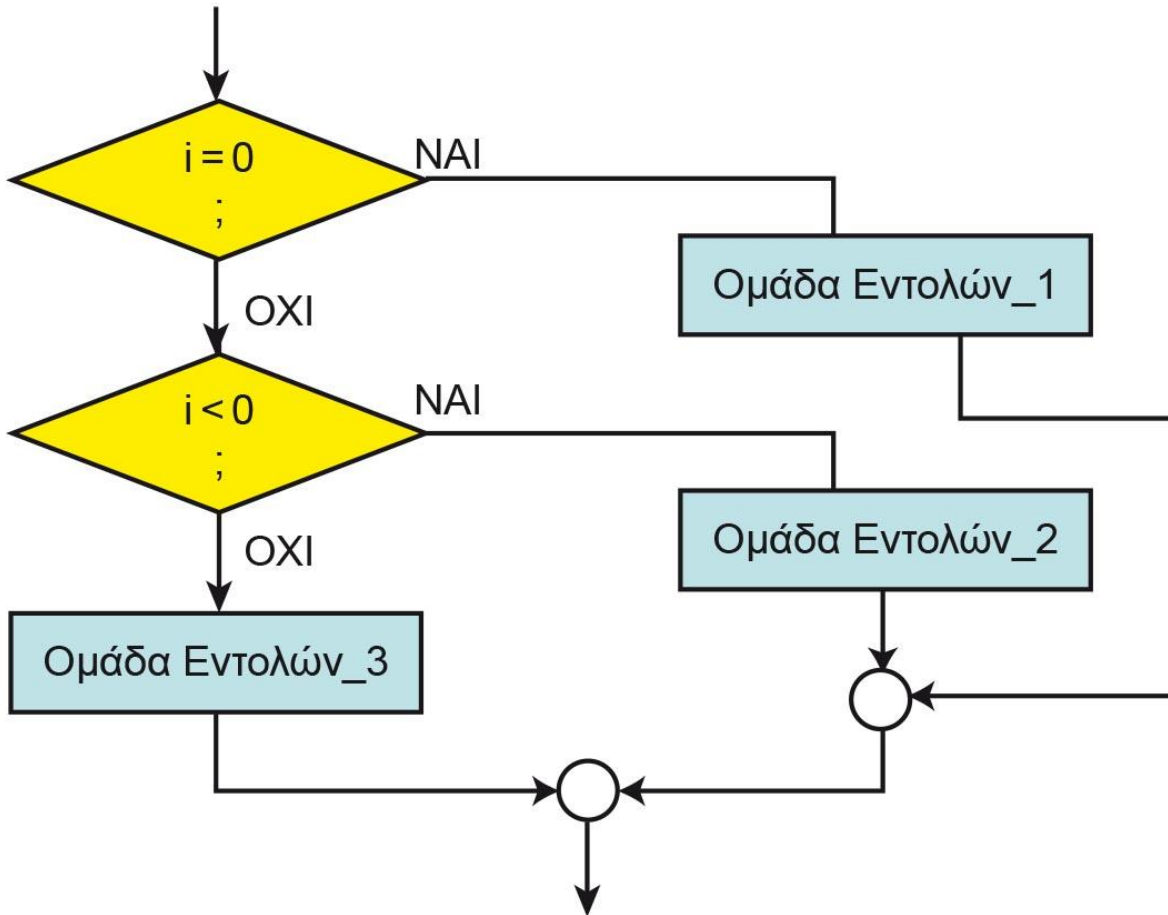 i = 0
;
ΝΑΙ
Ομάδα Εντολών_1
ΟΧΙ
i < 0
;
ΝΑΙ
Ομάδα Εντολών_2
ΟΧΙ
Ομάδα Εντολών_3